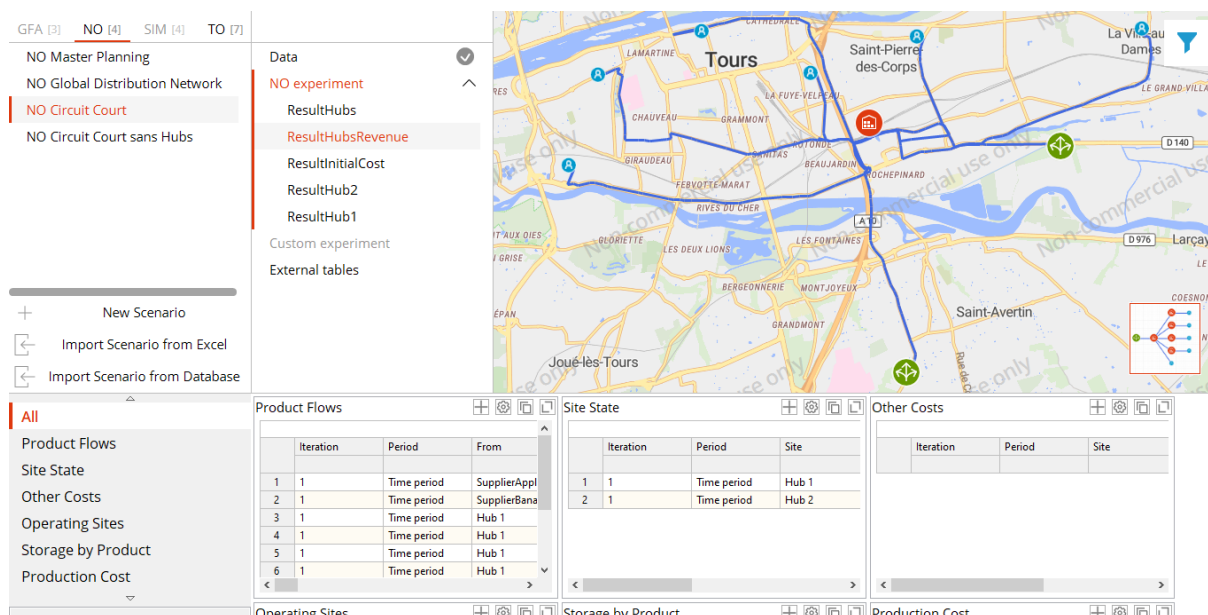 GFA [3] NO [4] SIM [4] TO [7]
NO Master Planning
NO Global Distribution Network
NO Circuit Court
NO Circuit Court sans Hubs
New Scenario
Import Scenario from Excel
Import Scenario from Database
Data
NO experiment
ResultHubs
ResultHubsRevenue
ResultInitialCost
ResultHub2
ResultHub1
Custom experiment
External tables
CATHÉDRALE
LAMARTINE
Tours
Saint-Pierre-
des-Corps
La Ville-au
Dames
LE GRAND VILLA
LA FUYE-VELPEAU
CHAUVEAU
GRAMMONT
SANITAS
ROTONDE
GIRAUDEAU
BEAUJARDIN
ROCHEPINARD
D 140
FEBVOTTE-MARAT
RIVES DU CHER
A 10
D 976
Larçay
GLORIETTE
LES DEUX LIONS
LES FONTAINES
BERGEONNERIE
MONTJOYEUX
GRANDMONT
Saint-Avertin
Joué-lès-Tours
Rue de C
COESNON
Non-commercial use only
All
Product Flows
Site State
Other Costs
Operating Sites
Storage by Product
Production Cost
Product Flows
Iteration Period From
1 1 Time period SupplierAppl
2 1 Time period SupplierBana
3 1 Time period Hub 1
4 1 Time period Hub 1
5 1 Time period Hub 1
6 1 Time period Hub 1
Site State
Iteration Period Site
1 1 Time period Hub 1
2 1 Time period Hub 2
Other Costs
Iteration Period Site
Operating Sites
Storage by Product
Production Cost